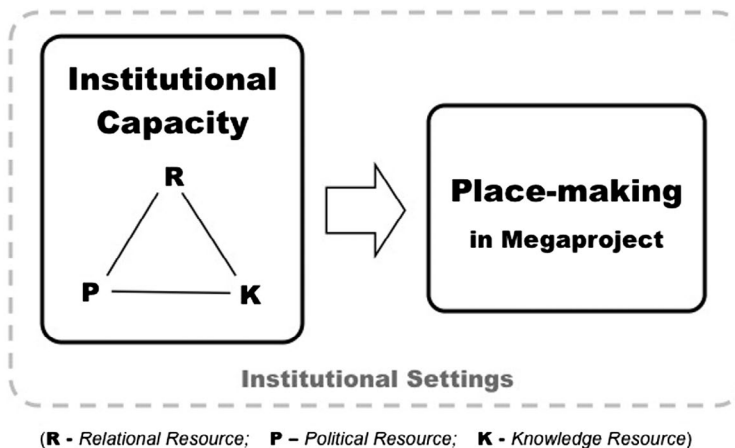 Institutional
Capacity
R
P
K
Place-making
in Megaproject
Institutional Settings
(R - Relational Resource; P – Political Resource; K - Knowledge Resource)